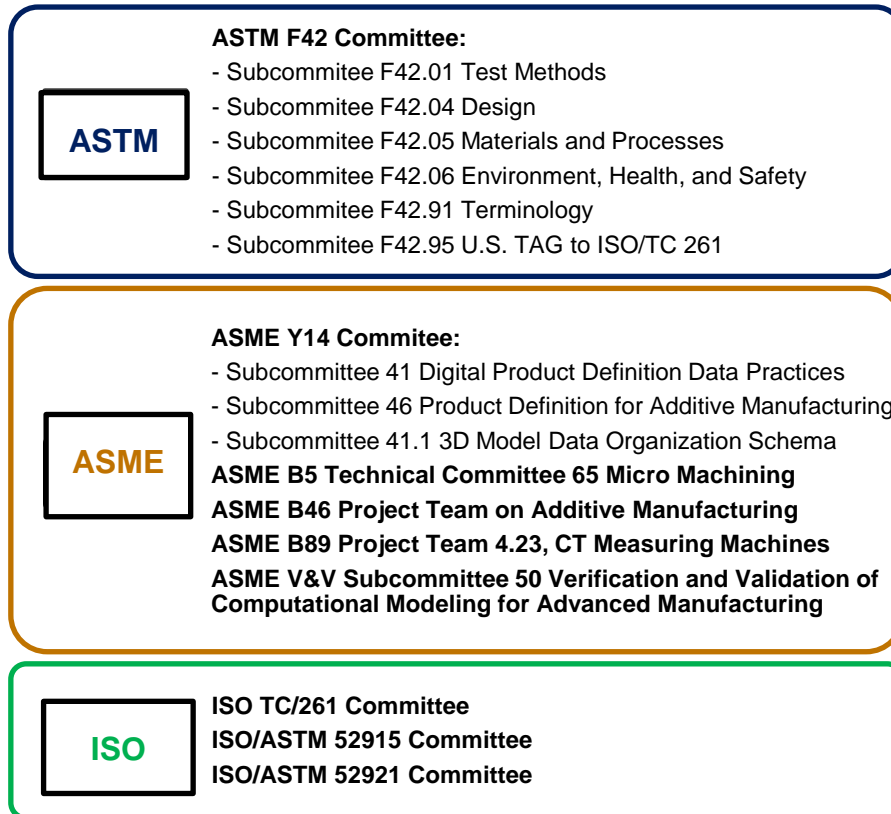 ASTM
ASTM F42 Committee:
- Subcommitee F42.01 Test Methods
- Subcommitee F42.04 Design
- Subcommitee F42.05 Materials and Processes
- Subcommitee F42.06 Environment, Health, and Safety
- Subcommitee F42.91 Terminology
- Subcommitee F42.95 U.S. TAG to ISO/TC 261
ASME
ASME Y14 Commitee:
- Subcommittee 41 Digital Product Definition Data Practices
- Subcommittee 46 Product Definition for Additive Manufacturing
- Subcommittee 41.1 3D Model Data Organization Schema
ASME B5 Technical Committee 65 Micro Machining
ASME B46 Project Team on Additive Manufacturing
ASME B89 Project Team 4.23, CT Measuring Machines
ASME V&V Subcommittee 50 Verification and Validation of
Computational Modeling for Advanced Manufacturing
ISO
ISO TC/261 Committee
ISO/ASTM 52915 Committee
ISO/ASTM 52921 Committee